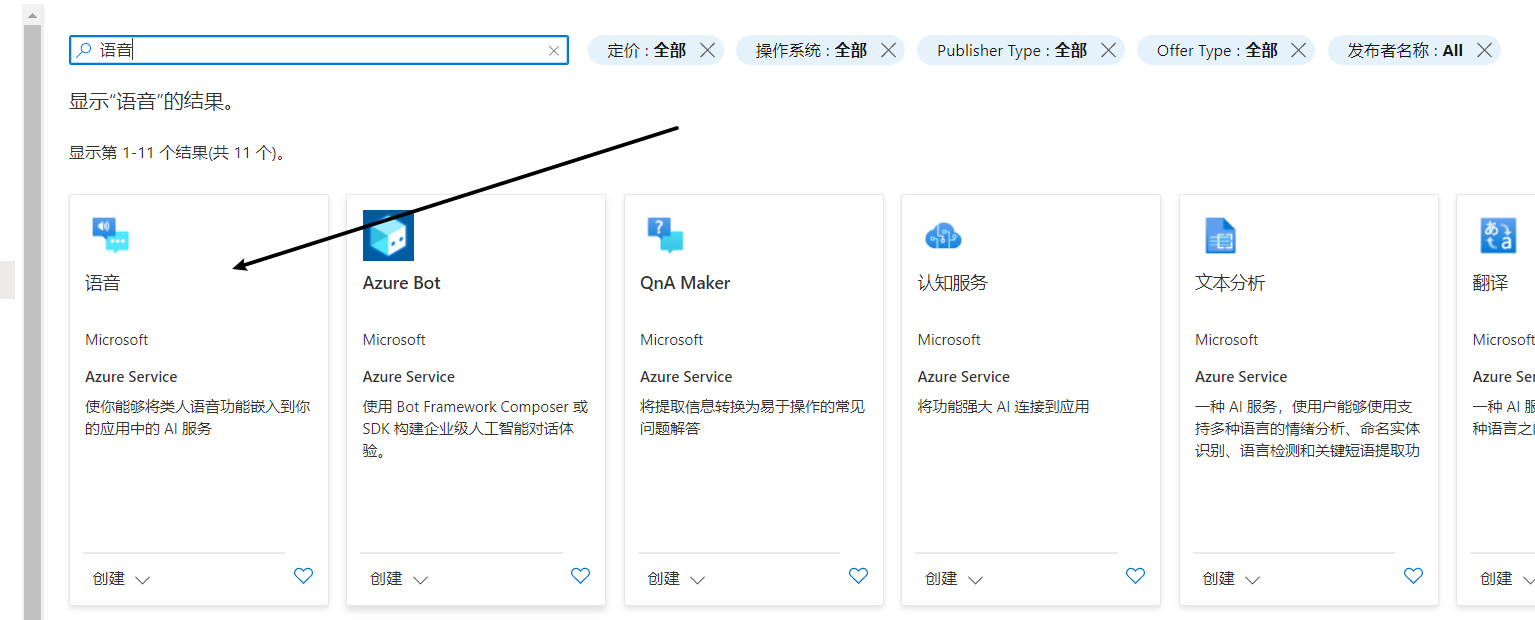 语音
定价 : 全部
操作系统 : 全部
Publisher Type : 全部
Offer Type : 全部
发布者名称 : All
显示“语音”的结果。
显示第 1-11 个结果(共 11 个)。
语音
Microsoft
Azure Service
使你能够将类人语音功能嵌入到你
的应用中的 AI 服务
创建
Azure Bot
Microsoft
Azure Service
使用 Bot Framework Composer 或
SDK 构建企业级人工智能对话体
验。
创建
QnA Maker
Microsoft
Azure Service
将提取信息转换为易于操作的常见
问题解答
创建
认知服务
Microsoft
Azure Service
将功能强大 AI 连接到应用
创建
文本分析
Microsoft
Azure Service
一种 AI 服务，使用户能够使用支
持多种语言的情绪分析、命名实体
识别、语言检测和关键短语提取功
创建
翻译
Microsoft
Azure Ser
一种 AI 服
种语言之
创建